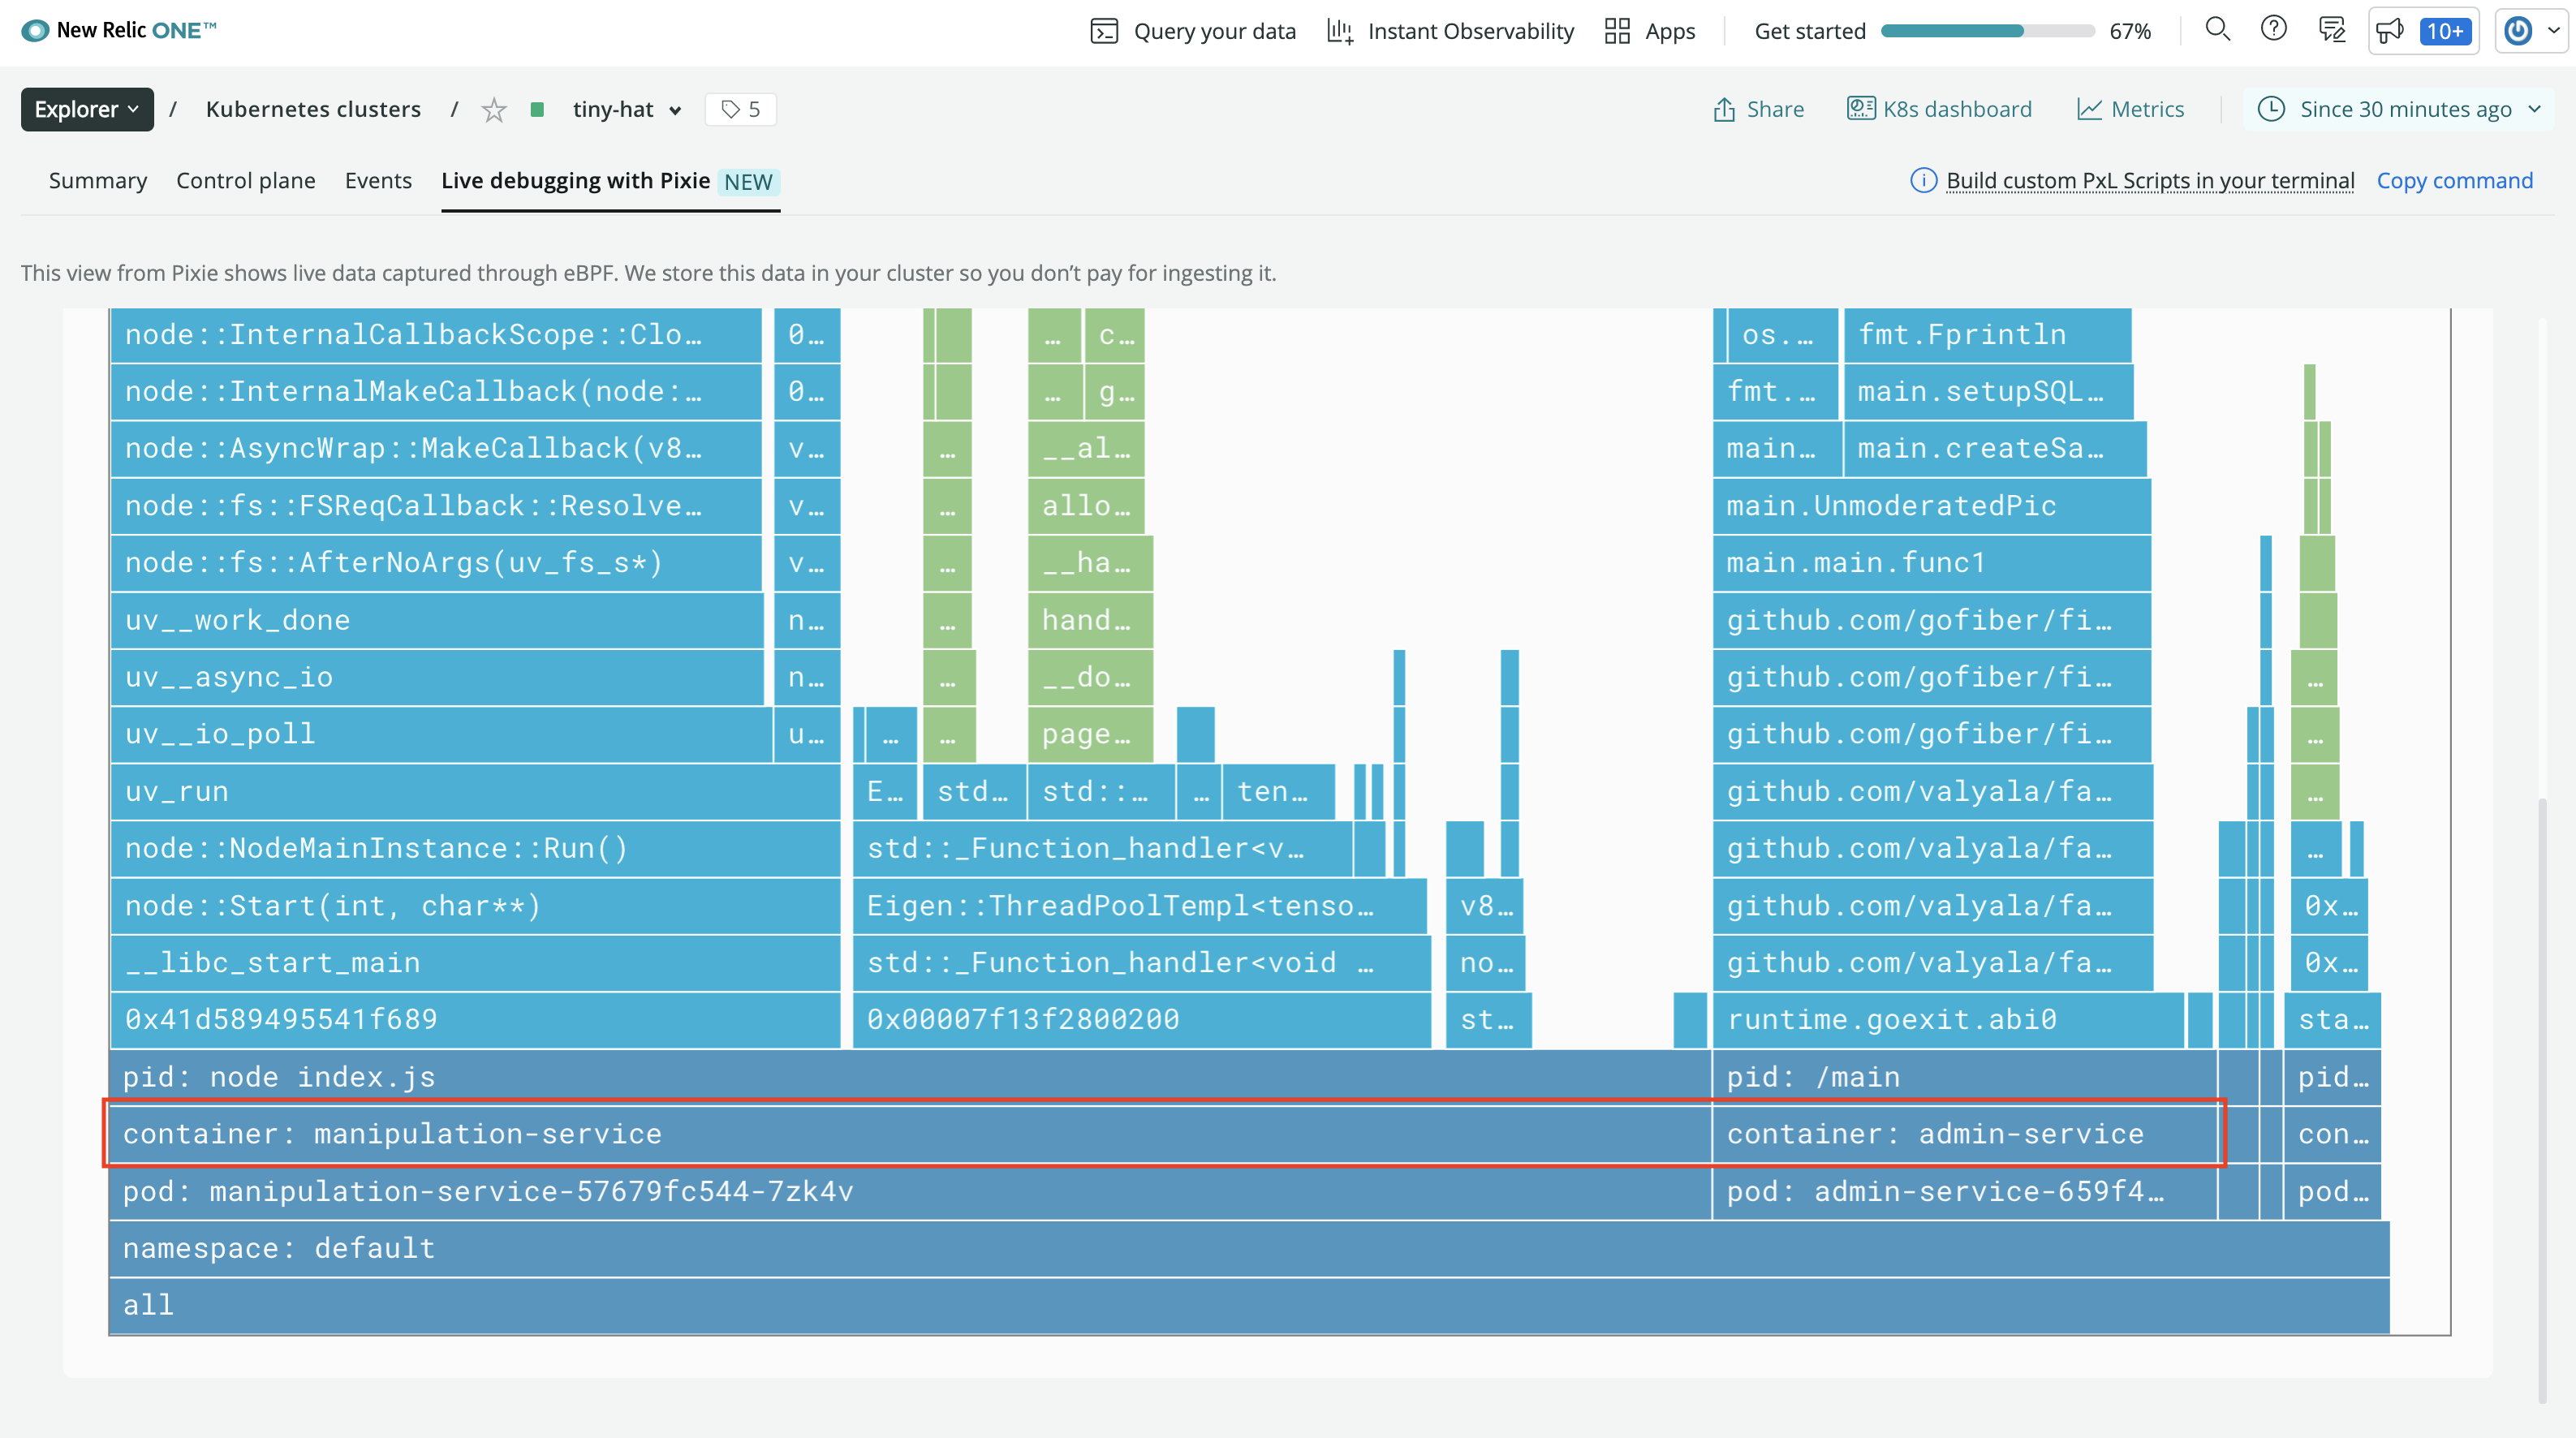 New Relic ONE™
Query your data
Instant Observability
Apps
Get started
67%
10+
Explorer / Kubernetes clusters / tiny-hat 5
Share
K8s dashboard
Metrics
Since 30 minutes ago
Summary
Control plane
Events
Live debugging with Pixie NEW
Build custom PxL Scripts in your terminal
Copy command
This view from Pixie shows live data captured through eBPF. We store this data in your cluster so you don’t pay for ingesting it.
node::InternalCallbackScope::Clo… 0… … c… os.… fmt.Fprintln
node::InternalMakeCallback(node:… 0… … g… fmt.… main.setupSQL…
node::AsyncWrap::MakeCallback(v8… v… … __al… main… main.createSa…
node::fs::FSReqCallback::Resolve… v… … allo… main.UnmoderatedPic
node::fs::AfterNoArgs(uv_fs_s*) v… … __ha… main.main.func1
uv__work_done n… … hand… github.com/gofiber/fi…
uv__async_io n… … __do… github.com/gofiber/fi… …
uv__io_poll u… … … page… github.com/gofiber/fi… …
uv_run E… std… std::… … ten… github.com/valyala/fa… …
node::NodeMainInstance::Run() std::_Function_handler<v… github.com/valyala/fa… …
node::Start(int, char**) Eigen::ThreadPoolTempl<tenso… v8… github.com/valyala/fa… 0x…
__libc_start_main std::_Function_handler<void … no… github.com/valyala/fa… 0x…
0x41d589495541f689 0x00007f13f2800200 st… runtime.goexit.abi0 sta…
pid: node index.js pid: /main pid…
container: manipulation-service container: admin-service con…
pod: manipulation-service-57679fc544-7zk4v pod: admin-service-659f4… pod…
namespace: default
all